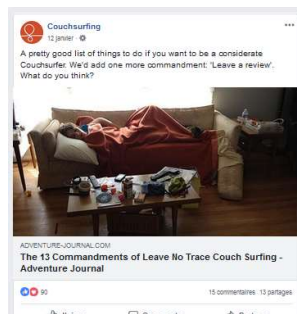 Couchsurfing
12 janvier ·
A pretty good list of things to do if you want to be a considerate
Couchsurfer. We'd add one more commandment: 'Leave a review'.
What do you think?
ADVENTURE-JOURNAL.COM
The 13 Commandments of Leave No Trace Couch Surfing -
Adventure Journal
90
15 commentaires 13 partages